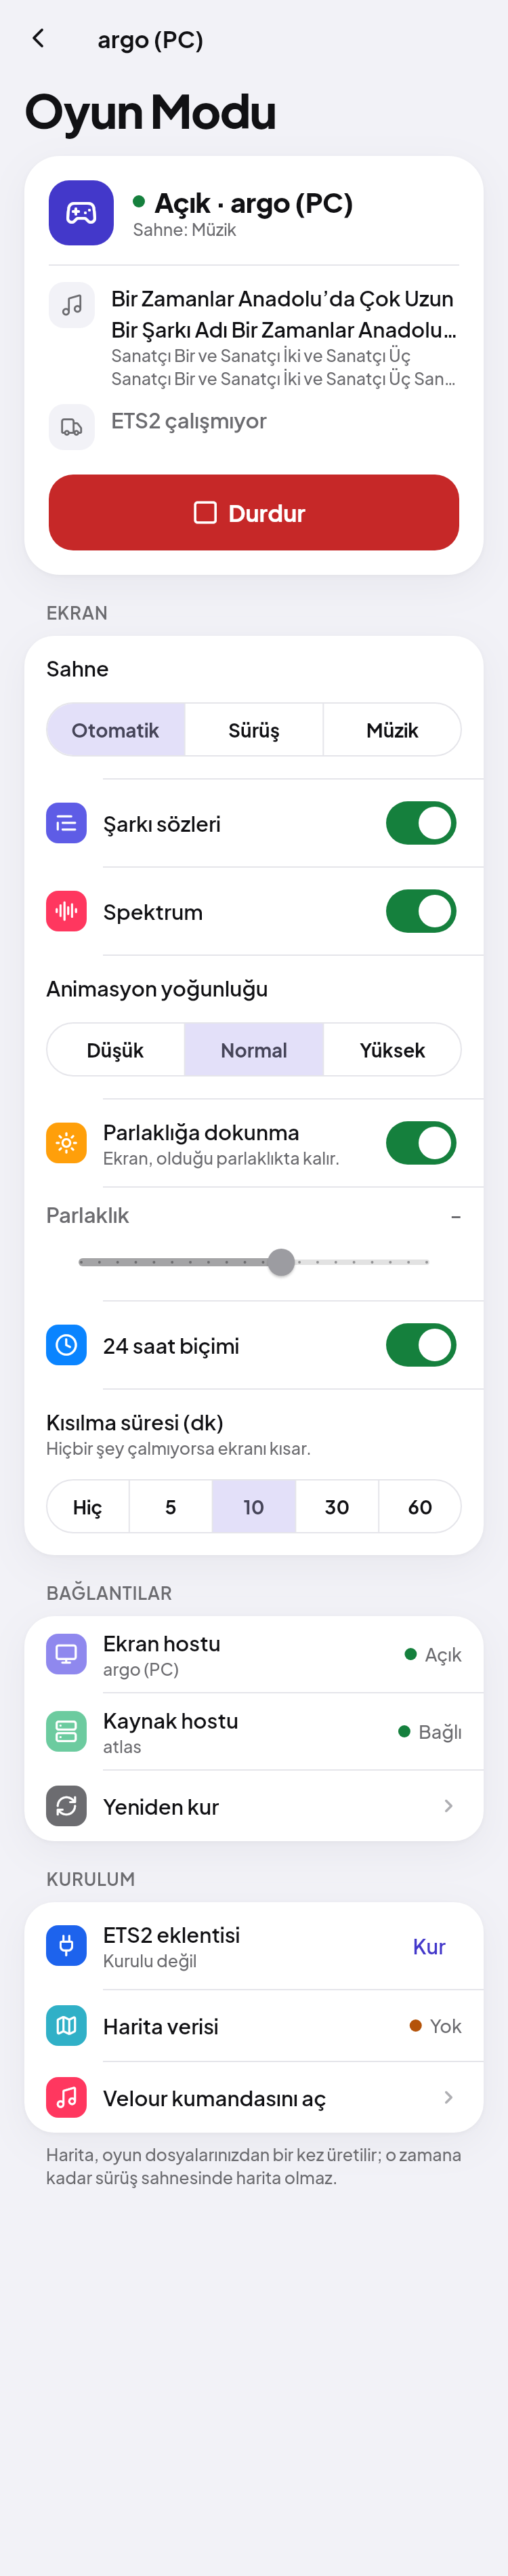 argo (PC)
Oyun Modu
Açık · argo (PC)
Sahne: Müzik
Bir Zamanlar Anadolu’da Çok Uzun
Bir Şarkı Adı Bir Zamanlar Anadolu…
Sanatçı Bir ve Sanatçı İki ve Sanatçı Üç
Sanatçı Bir ve Sanatçı İki ve Sanatçı Üç San…
ETS2 çalışmıyor
Durdur
EKRAN
Sahne
Otomatik Sürüş Müzik
Şarkı sözleri
Spektrum
Animasyon yoğunluğu
Düşük Normal Yüksek
Parlaklığa dokunma
Ekran, olduğu parlaklıkta kalır.
Parlaklık –
24 saat biçimi
Kısılma süresi (dk)
Hiçbir şey çalmıyorsa ekranı kısar.
Hiç 5 10 30 60
BAĞLANTILAR
Ekran hostu
argo (PC)
Açık
Kaynak hostu
atlas
Bağlı
Yeniden kur
KURULUM
ETS2 eklentisi
Kurulu değil
Kur
Harita verisi Yok
Velour kumandasını aç
Harita, oyun dosyalarınızdan bir kez üretilir; o zamana
kadar sürüş sahnesinde harita olmaz.